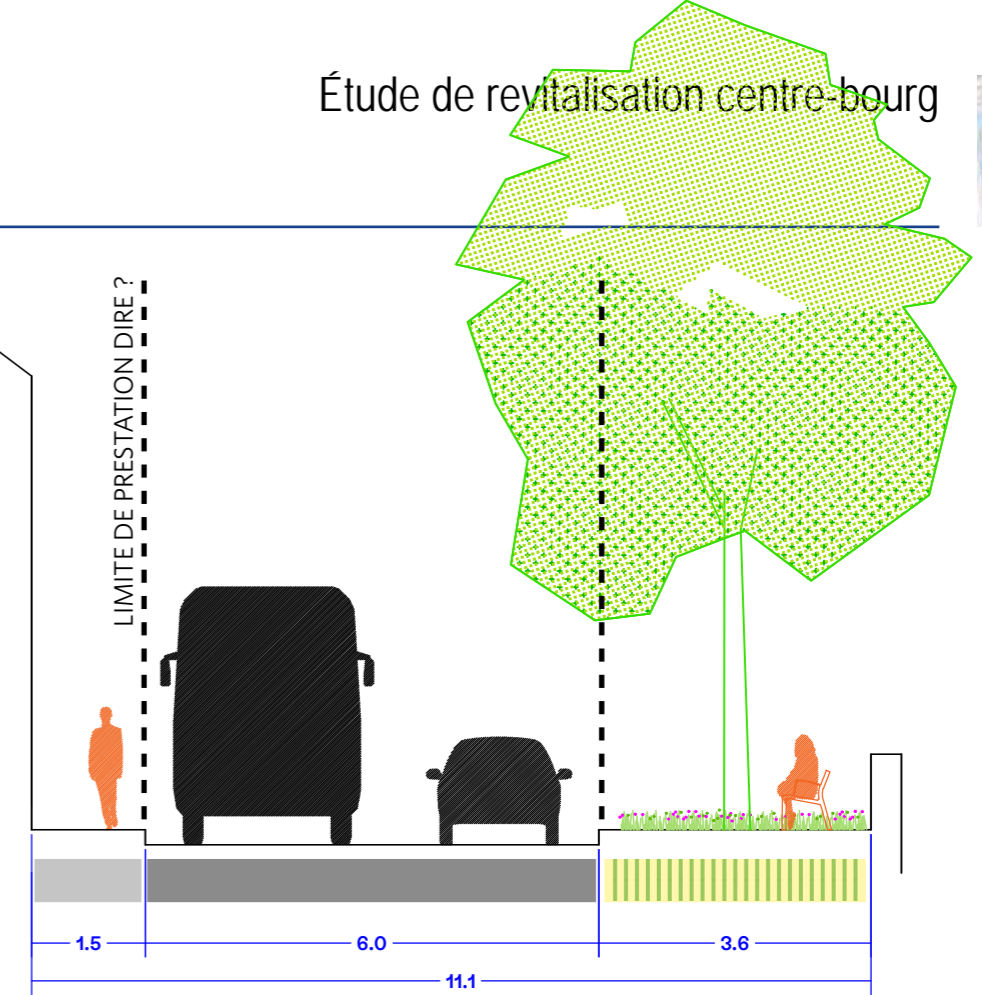 Étude de revitalisation centre-bourg
LIMITE DE PRESTATION DIRE ?
1.5
6.0
3.6
11.1